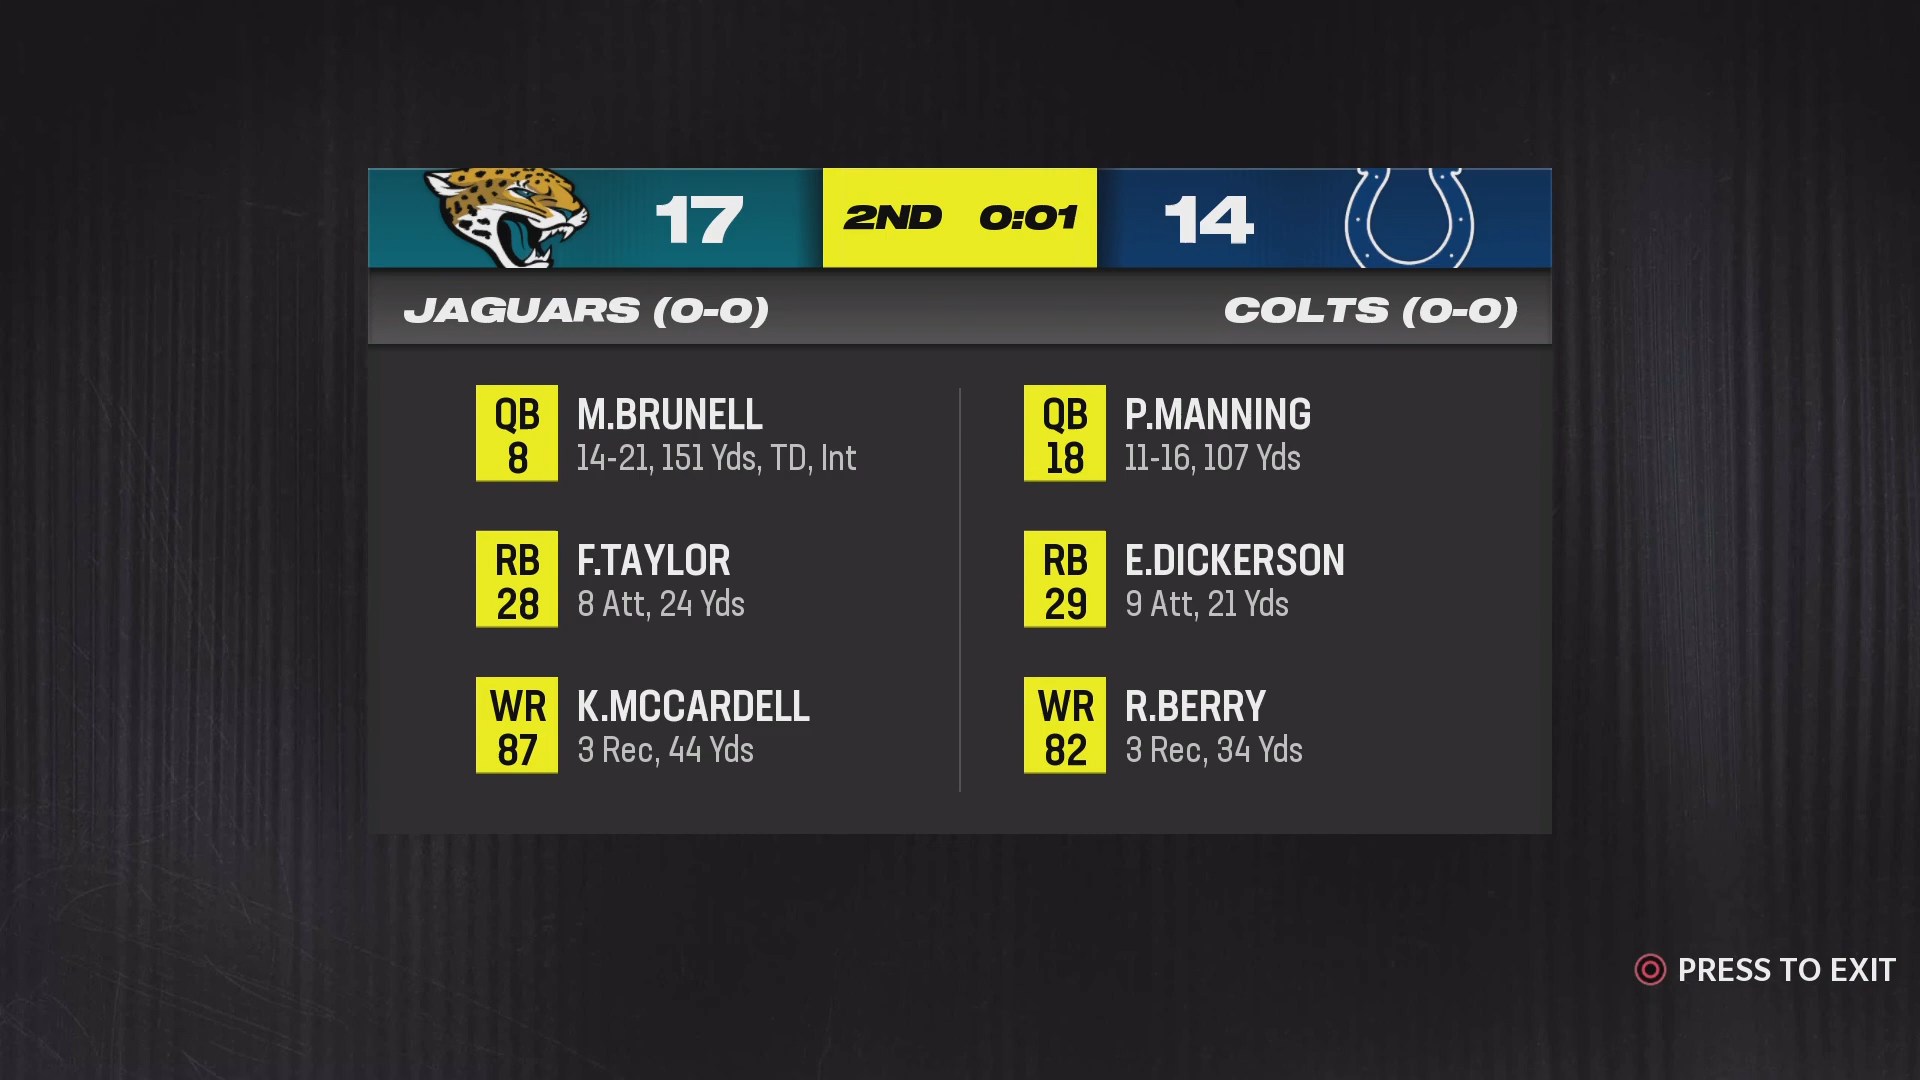 17 2ND 0:01 14
JAGUARS (0-0) COLTS (0-0)
QB 8
M.BRUNELL
14-21, 151 Yds, TD, Int
RB 28
F.TAYLOR
8 Att, 24 Yds
WR 87
K.MCCARDELL
3 Rec, 44 Yds
QB 18
P.MANNING
11-16, 107 Yds
RB 29
E.DICKERSON
9 Att, 21 Yds
WR 82
R.BERRY
3 Rec, 34 Yds
PRESS TO EXIT